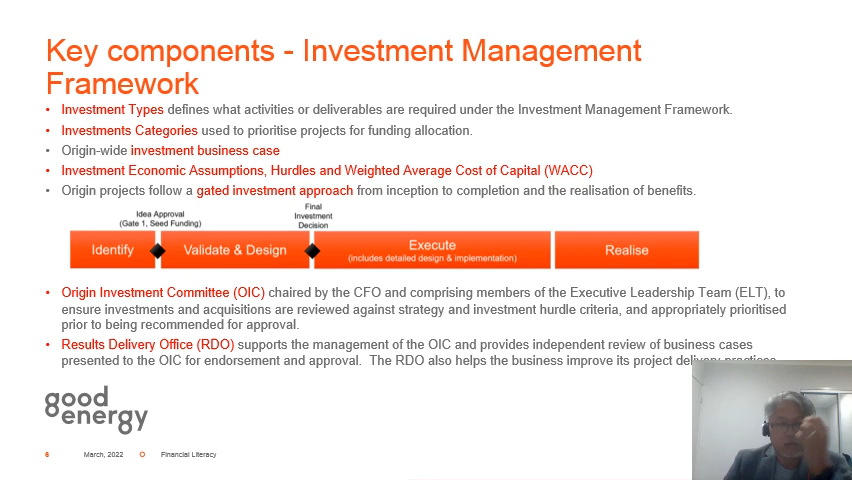 Key components - Investment Management
Framework
• Investment Types defines what activities or deliverables are required under the Investment Management Framework.
• Investments Categories used to prioritise projects for funding allocation.
• Origin-wide investment business case
• Investment Economic Assumptions, Hurdles and Weighted Average Cost of Capital (WACC)
• Origin projects follow a gated investment approach from inception to completion and the realisation of benefits.
Idea Approval
(Gate 1, Seed Funding)
Final
Investment
Decision
Identify
Validate & Design
Execute
(includes detailed design & implementation)
Realise
• Origin Investment Committee (OIC) chaired by the CFO and comprising members of the Executive Leadership Team (ELT), to
ensure investments and acquisitions are reviewed against strategy and investment hurdle criteria, and appropriately prioritised
prior to being recommended for approval.
• Results Delivery Office (RDO) supports the management of the OIC and provides independent review of business cases
presented to the OIC for endorsement and approval. The RDO also helps the business improve its project delivery practices
good
energy
6
March, 2022
Financial Literacy